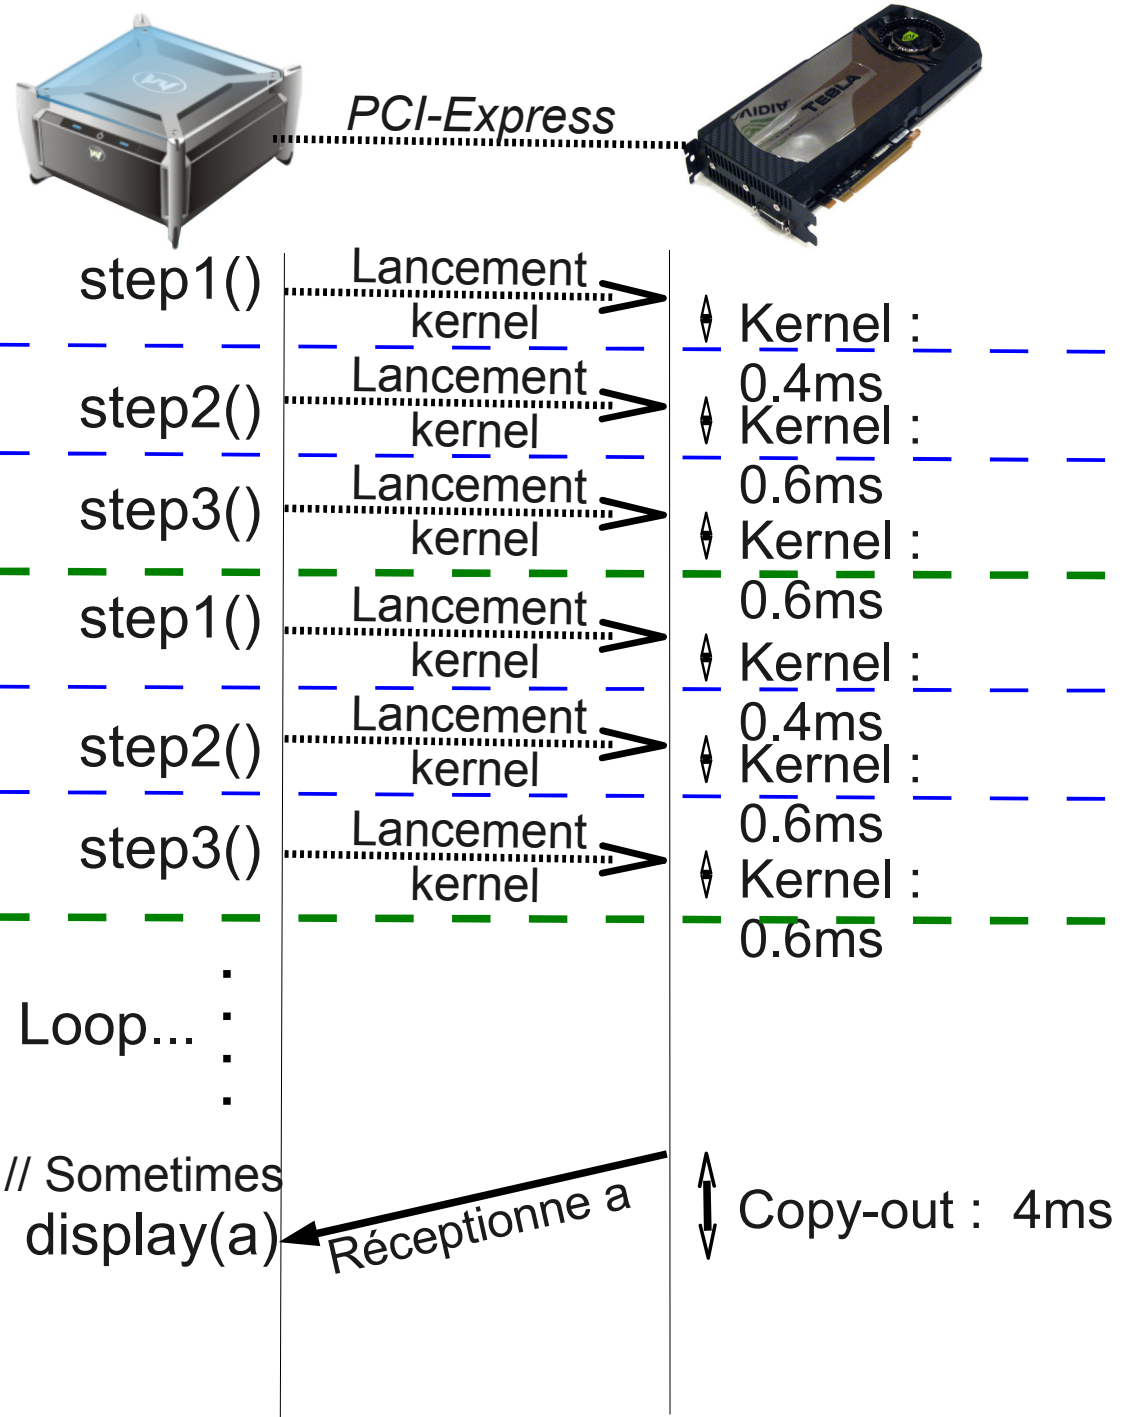 PCI-Express
NVIDIA
TESLA
step1()
Lancement
kernel
Kernel :
0.4ms
step2()
Lancement
kernel
Kernel :
0.6ms
step3()
Lancement
kernel
Kernel :
0.6ms
step1()
Lancement
kernel
Kernel :
0.4ms
step2()
Lancement
kernel
Kernel :
0.6ms
step3()
Lancement
kernel
Kernel :
0.6ms
Loop...
// Sometimes
display(a)
Réceptionne a
Copy-out : 4ms